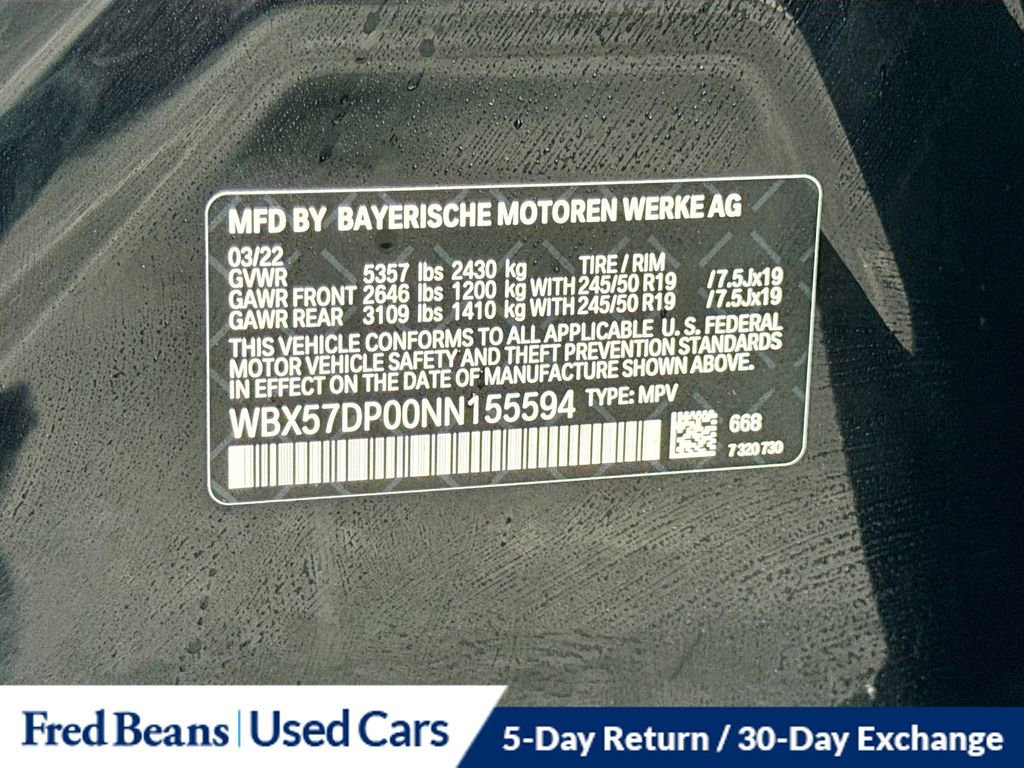 MFD BY BAYERISCHE MOTOREN WERKE AG
03/22 TIRE / RIM
GVWR 5357 lbs 2430 kg
GAWR FRONT 2646 lbs 1200 kg WITH 245/50 R19 /7.5Jx19
GAWR REAR 3109 lbs 1410 kg WITH 245/50 R19 /7.5Jx19
THIS VEHICLE CONFORMS TO ALL APPLICABLE U. S. FEDERAL
MOTOR VEHICLE SAFETY AND THEFT PREVENTION STANDARDS
IN EFFECT ON THE DATE OF MANUFACTURE SHOWN ABOVE.
WBX57DP00NN155594 TYPE: MPV
668
7 320 730
Fred Beans Used Cars
5-Day Return / 30-Day Exchange